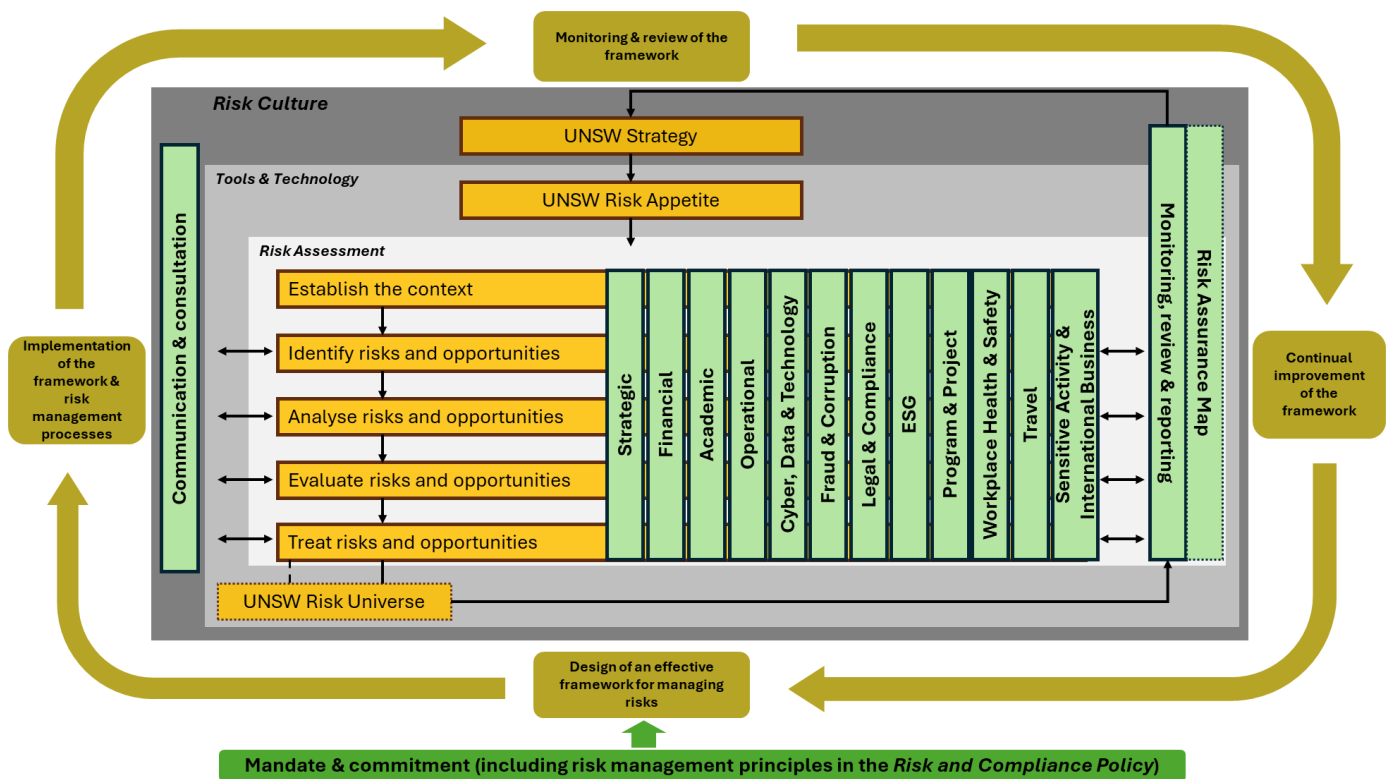 Monitoring & review of the
framework
Risk Culture
UNSW Strategy
Tools & Technology
UNSW Risk Appetite
Risk Assessment
Establish the context
Identify risks and opportunities
Analyse risks and opportunities
Evaluate risks and opportunities
Treat risks and opportunities
UNSW Risk Universe
Communication & consultation
Strategic
Financial
Academic
Operational
Cyber, Data & Technology
Fraud & Corruption
Legal & Compliance
ESG
Program & Project
Workplace Health & Safety
Travel
Sensitive Activity &
International Business
Monitoring, review & reporting
Risk Assurance Map
Implementation
of the
framework &
risk
management
processes
Continual
improvement
of the
framework
Design of an effective
framework for managing
risks
Mandate & commitment (including risk management principles in the Risk and Compliance Policy)